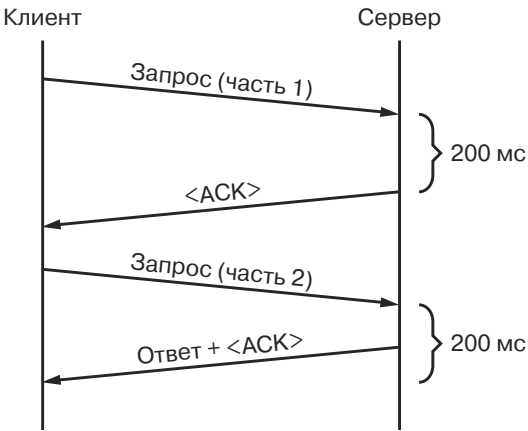 Клиент
Сервер
Запрос (часть 1)
200 мс
<ACK>
Запрос (часть 2)
Ответ + <ACK>
200 мс